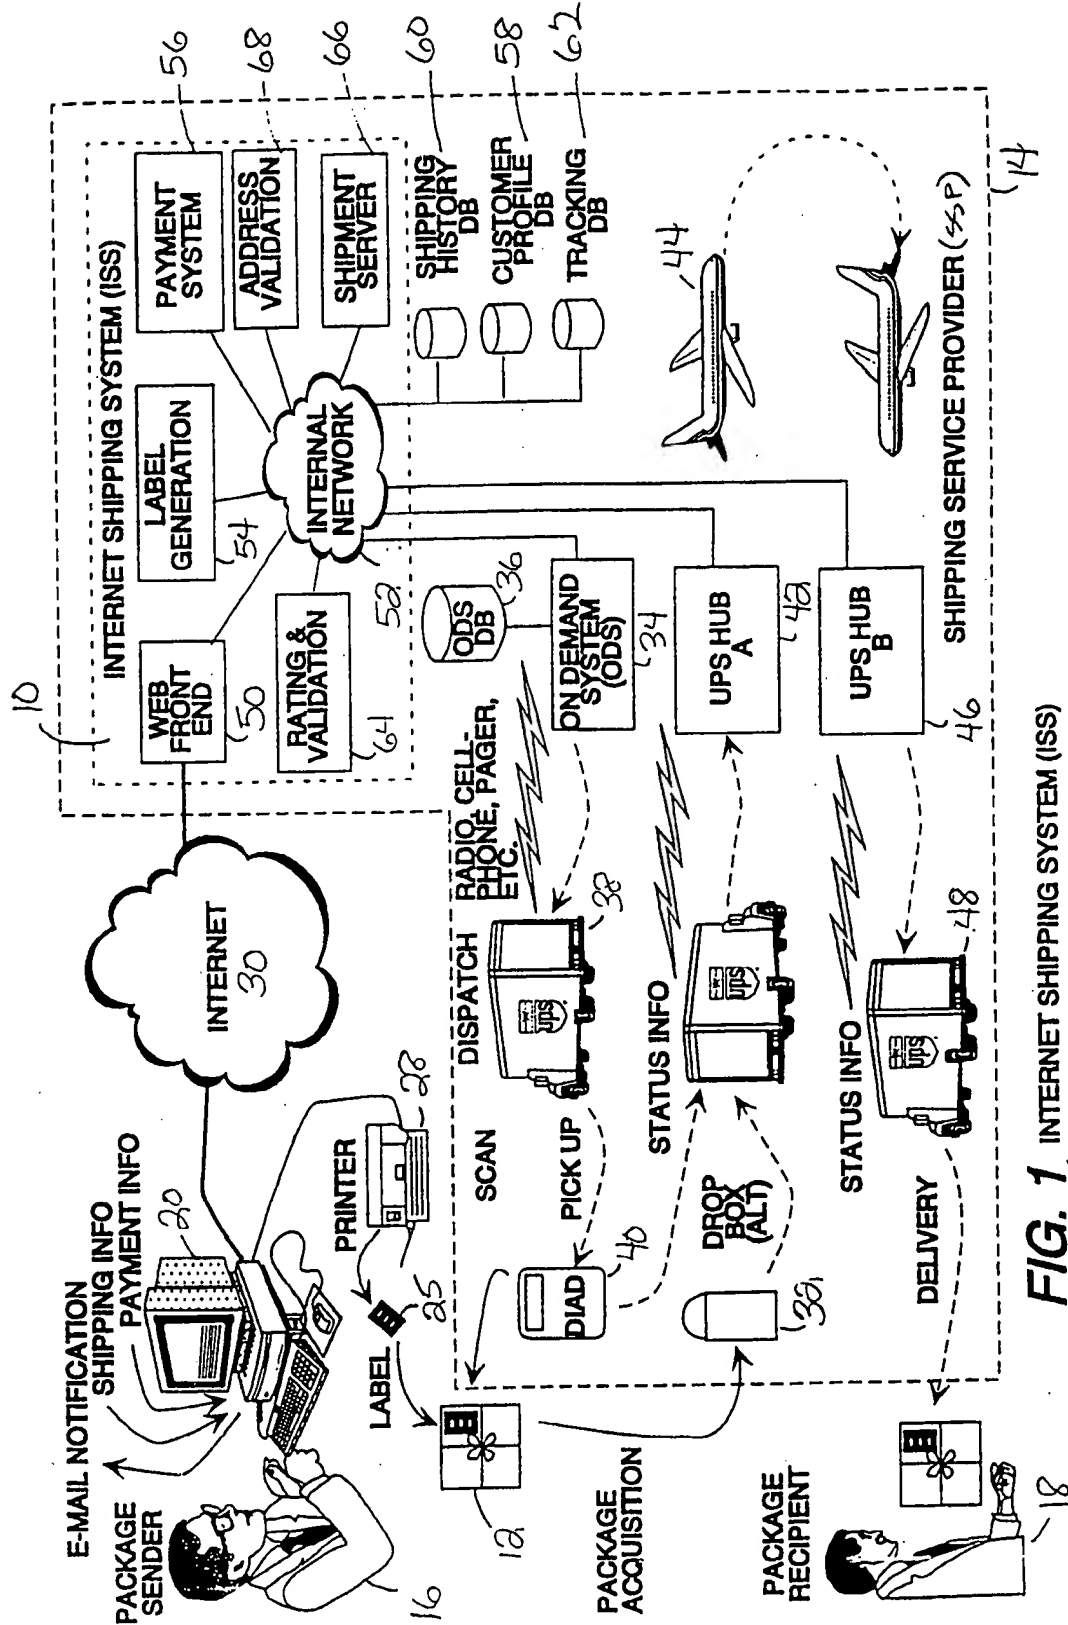 E-MAIL NOTIFICATION
SHIPPING INFO
PAYMENT INFO
PACKAGE
SENDER
16
20
INTERNET
30
PRINTER
28
LABEL
25
12
10
INTERNET SHIPPING SYSTEM (ISS)
WEB
FRONT
END
50
LABEL
GENERATION
54
PAYMENT
SYSTEM
56
ADDRESS
VALIDATION
68
SHIPMENT
SERVER
66
RATING &
VALIDATION
64
INTERNAL
NETWORK
52
SHIPPING
HISTORY
DB
60
CUSTOMER
PROFILE
DB
58
TRACKING
DB
62
ODS
DB
36
ON DEMAND
SYSTEM
(ODS)
34
RADIO, CELL-
PHONE, PAGER,
ETC.
DISPATCH
38
ups
SCAN
PICK UP
DIAD
40
UPS HUB
A
42
STATUS INFO
ups
DROP
BOX
(ALT)
32
PACKAGE
ACQUISITION
44
UPS HUB
B
46
STATUS INFO
ups
48
DELIVERY
PACKAGE
RECIPIENT
18
SHIPPING SERVICE PROVIDER (SSP)
14
FIG. 1 INTERNET SHIPPING SYSTEM (ISS)